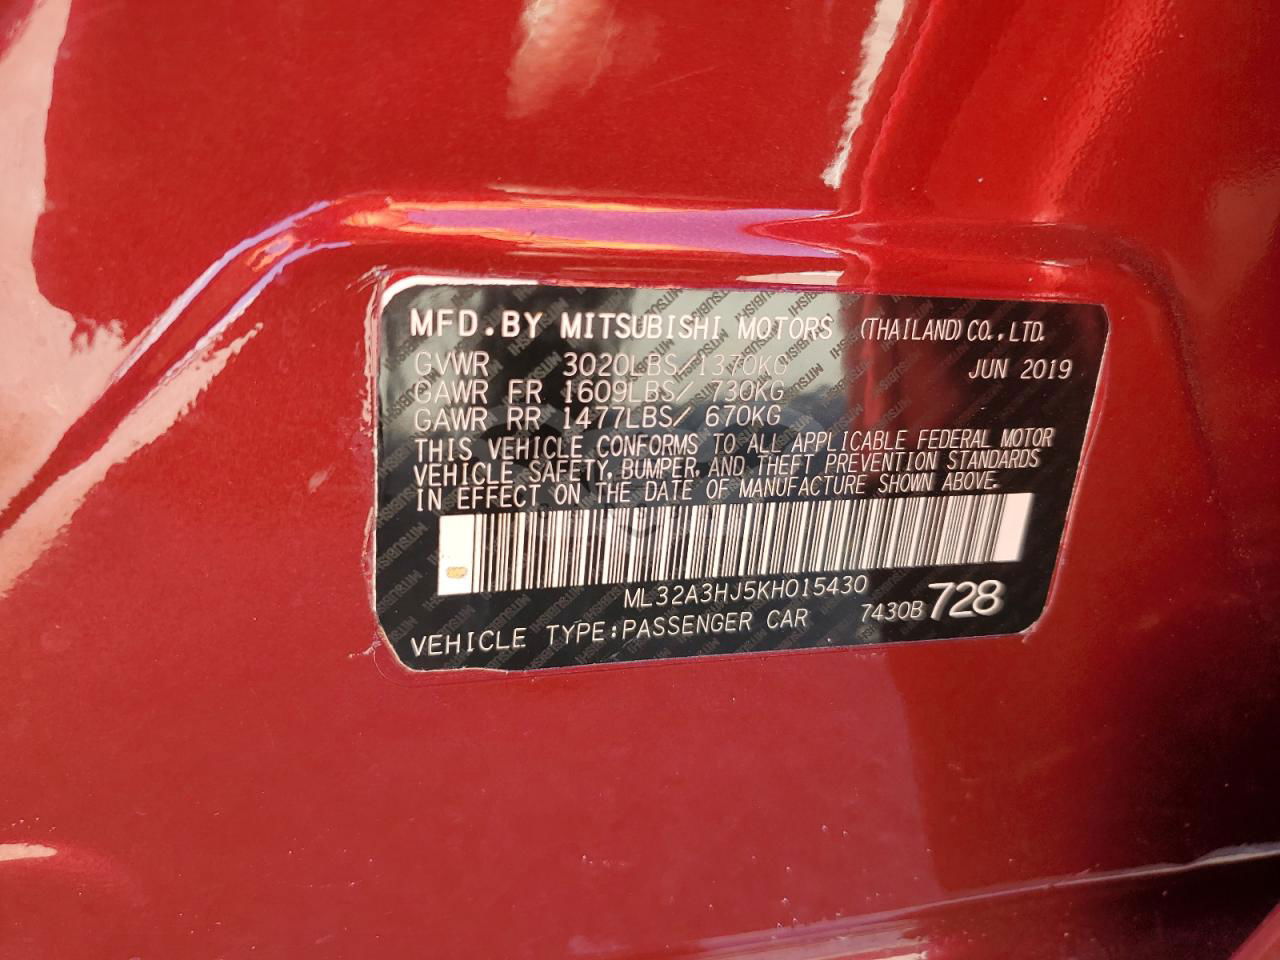 MFD.BY MITSUBISHI MOTORS (THAILAND)CO.,LTD.
GVWR 3020LBS/1370KG JUN 2019
GAWR FR 1609LBS/ 730KG
GAWR RR 1477LBS/ 670KG
THIS VEHICLE CONFORMS TO ALL APPLICABLE FEDERAL MOTOR
VEHICLE SAFETY, BUMPER, AND THEFT PREVENTION STANDARDS
IN EFFECT ON THE DATE OF MANUFACTURE SHOWN ABOVE.
ML32A3HJ5KH015430
VEHICLE TYPE:PASSENGER CAR 7430B 728